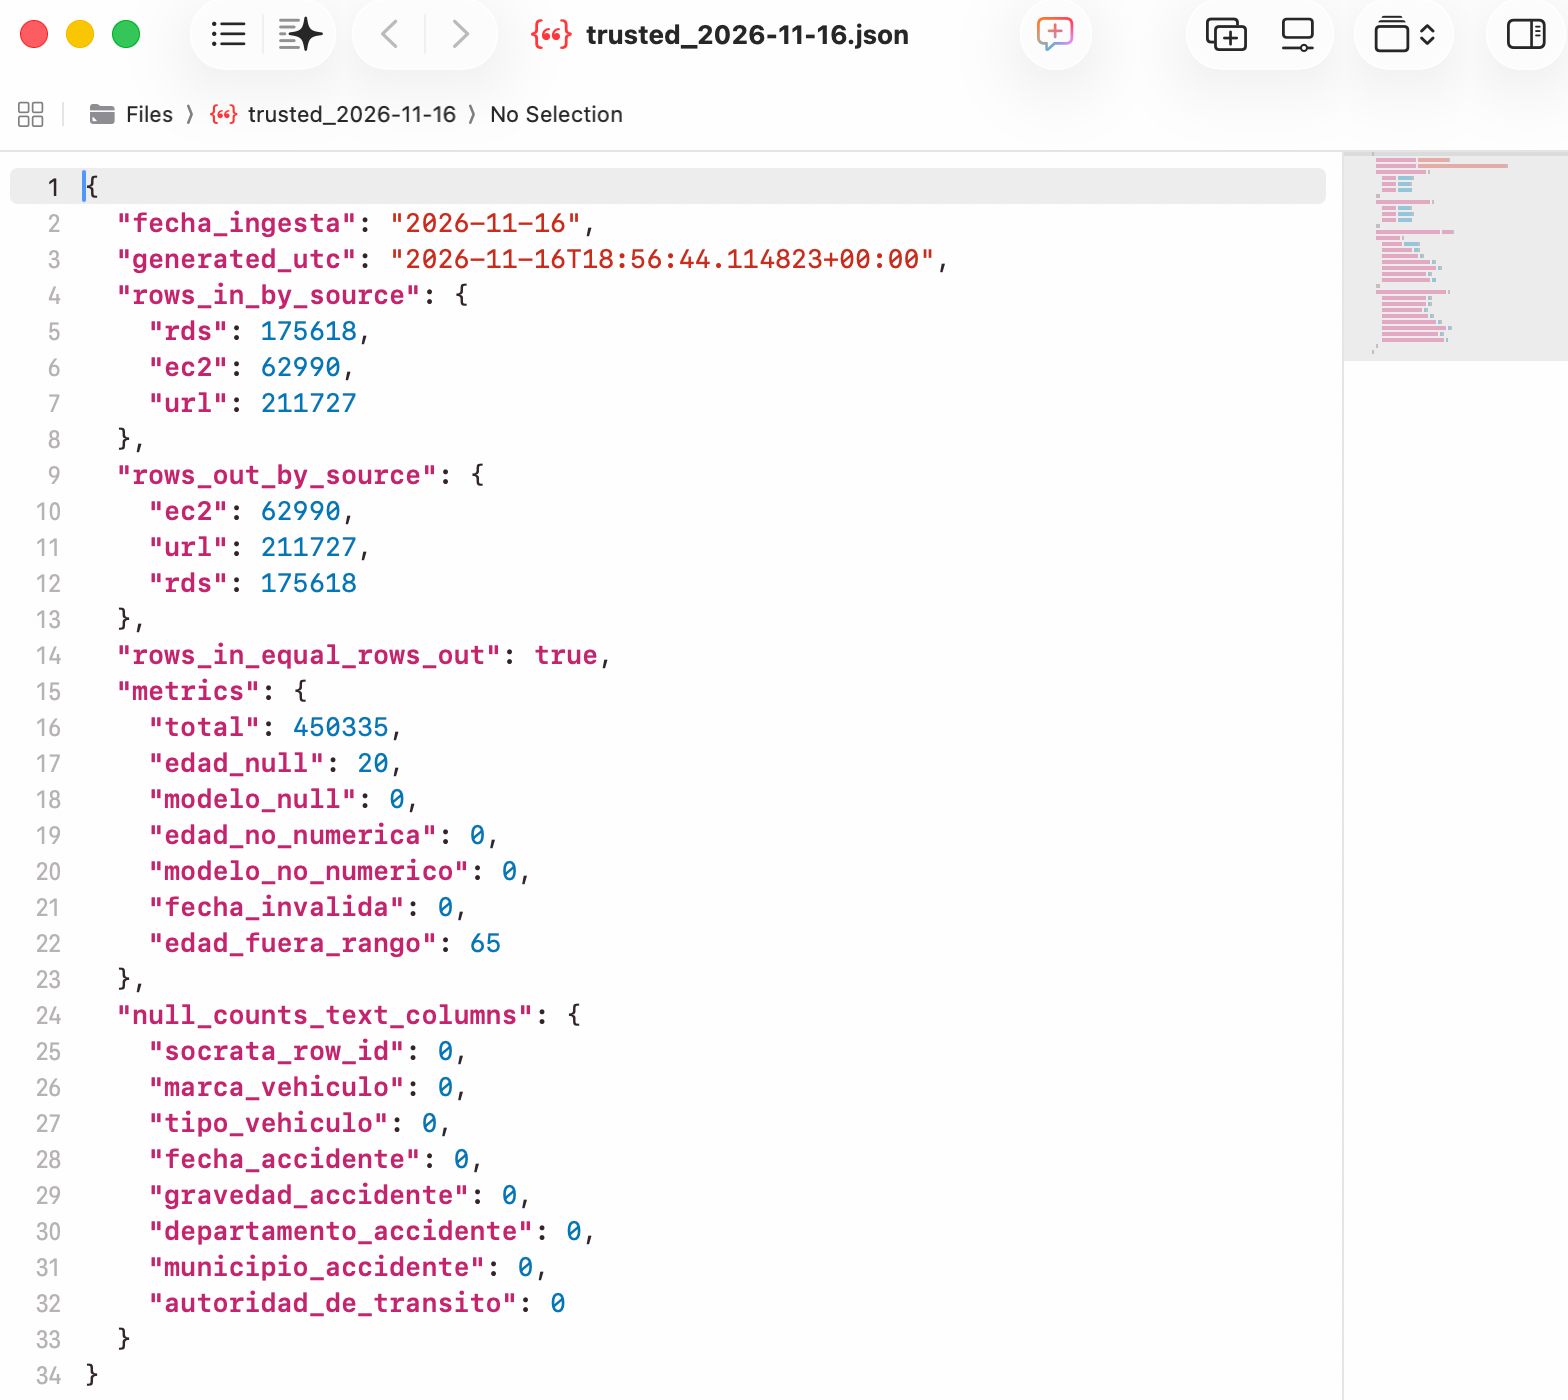 trusted_2026-11-16.json
Files ⟩ trusted_2026-11-16 ⟩ No Selection
1 {
2 "fecha_ingesta": "2026-11-16",
3 "generated_utc": "2026-11-16T18:56:44.114823+00:00",
4 "rows_in_by_source": {
5 "rds": 175618,
6 "ec2": 62990,
7 "url": 211727
8 },
9 "rows_out_by_source": {
10 "ec2": 62990,
11 "url": 211727,
12 "rds": 175618
13 },
14 "rows_in_equal_rows_out": true,
15 "metrics": {
16 "total": 450335,
17 "edad_null": 20,
18 "modelo_null": 0,
19 "edad_no_numerica": 0,
20 "modelo_no_numerico": 0,
21 "fecha_invalida": 0,
22 "edad_fuera_rango": 65
23 },
24 "null_counts_text_columns": {
25 "socrata_row_id": 0,
26 "marca_vehiculo": 0,
27 "tipo_vehiculo": 0,
28 "fecha_accidente": 0,
29 "gravedad_accidente": 0,
30 "departamento_accidente": 0,
31 "municipio_accidente": 0,
32 "autoridad_de_transito": 0
33 }
34 }